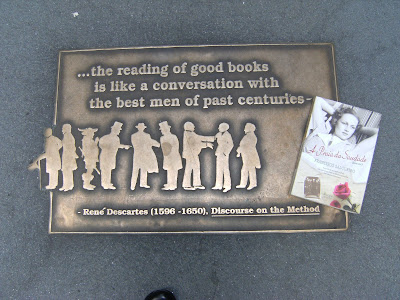 ...the reading of good books
is like a conversation with
the best men of past centuries–
- René Descartes (1596 -1650), Discourse on the Method
da Saudade